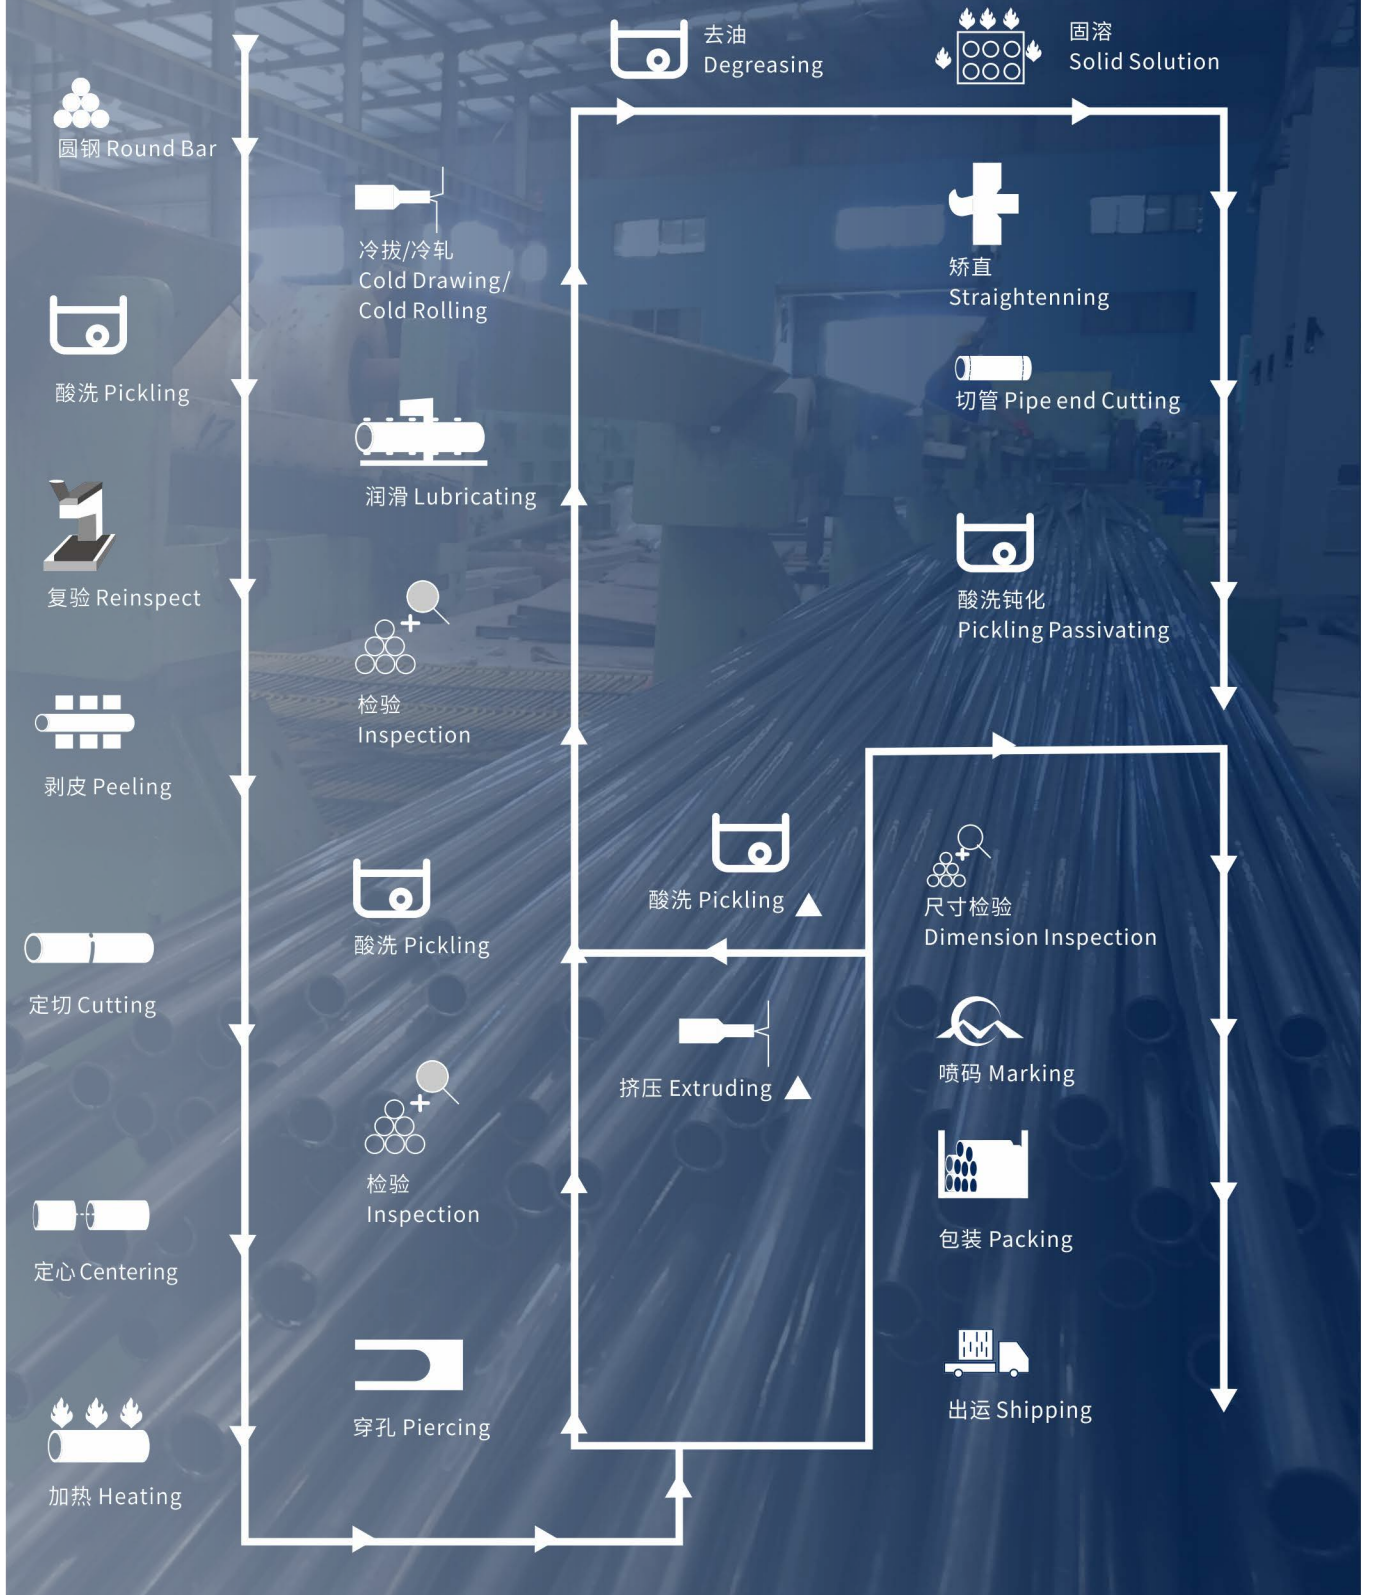 圆钢 Round Bar
酸洗 Pickling
复验 Reinspect
剥皮 Peeling
定切 Cutting
定心 Centering
加热 Heating
穿孔 Piercing
检验
Inspection
酸洗 Pickling
检验
Inspection
润滑 Lubricating
冷拔/冷轧
Cold Drawing/
Cold Rolling
去油
Degreasing
固溶
Solid Solution
矫直
Straightenning
切管 Pipe end Cutting
酸洗钝化
Pickling Passivating
挤压 Extruding
酸洗 Pickling
尺寸检验
Dimension Inspection
喷码 Marking
包装 Packing
出运 Shipping